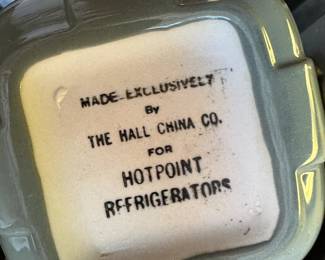 MADE EXCLUSIVELY
By
THE HALL CHINA CO.
FOR
HOTPOINT
REFRIGERATORS